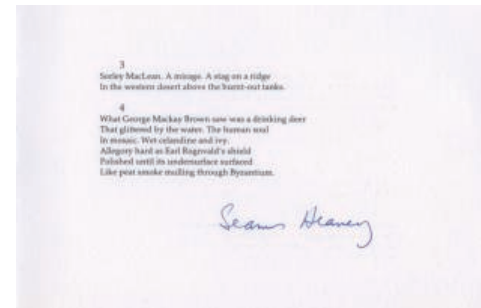 3
Sorley MacLean. A mirage. A stag on a ridge
In the western desert above the burnt-out tanks.
4
What George Mackay Brown saw was a drinking deer
That glittered by the water. The human soul
In mosaic. Wet celandine and ivy.
Allegory hard as Earl Rognvald's shield
Polished until its undersurface surfaced
Like peat smoke mulling through Byzantium.
Seamus Heaney